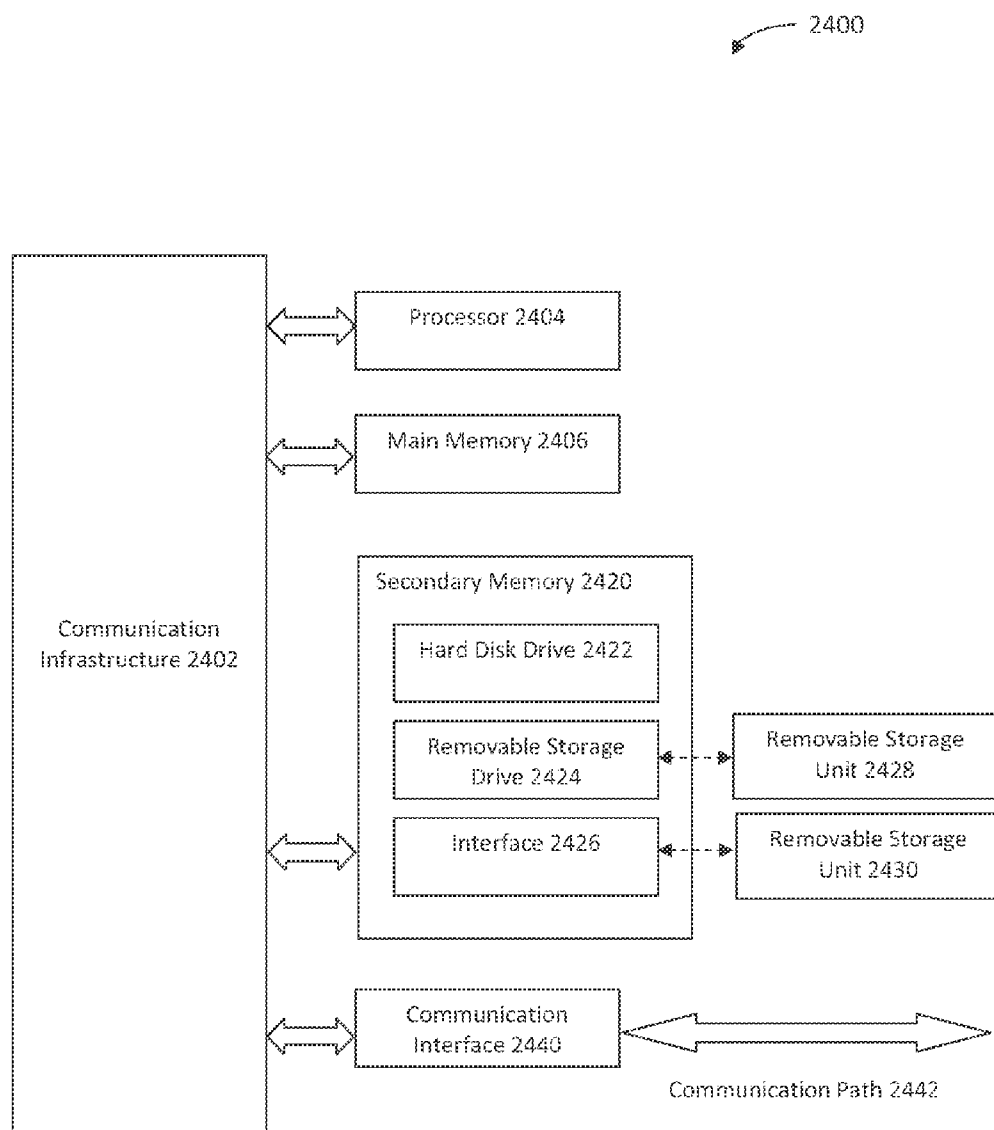 2400
Processor 2404
Main Memory 2406
Secondary Memory 2420
Communication
Infrastructure 2402
Hard Disk Drive 2422
Removable Storage
Drive 2424
Removable Storage
Unit 2428
Interface 2426
Removable Storage
Unit 2430
Communication
Interface 2440
Communication Path 2442